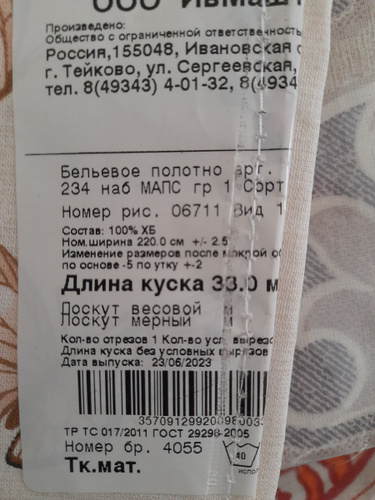 ООО "ИвМашТ
Произведено:
Общество с ограниченной ответственность
Россия,155048, Ивановская о
г. Тейково, ул. Сергеевская,
тел. 8(49343) 4-01-32, 8(4934
Бельевое полотно арт.
234 наб МАПС гр 1 Сорт
Номер рис. 06711 Вид 1
Состав: 100% ХБ
Ном.ширина 220.0 см +/- 2.5
Изменение размеров после мокрой об
по основе -5 по утку +-2
Длина куска 33.0 м
Лоскут весовой м
Лоскут мерный м
Кол-во отрезов 1 Кол-во усл. вырезо
Длина куска без условных вырезов
Дата выпуска: 23/06/2023
ТР ТС 017/2011 ГОСТ 29298-2005
Номер бр. 4055
40
испо
Тк.мат.